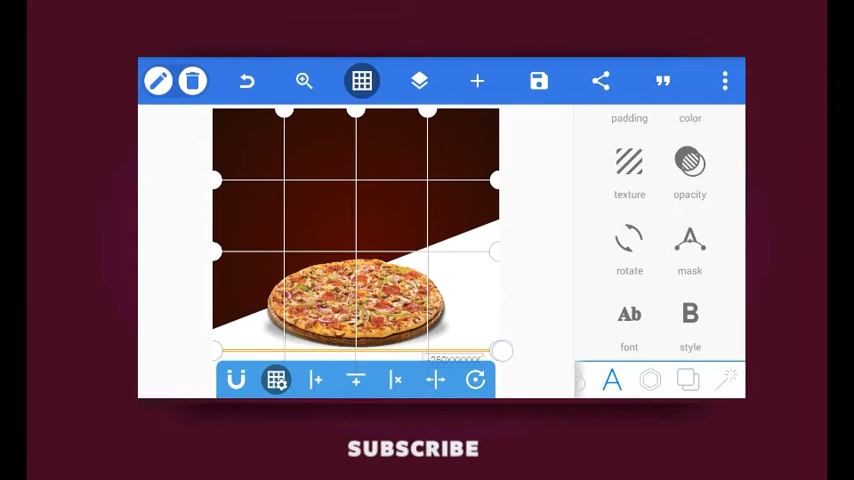 padding color
texture opacity
rotate mask
Ab B
font style
SUBSCRIBE